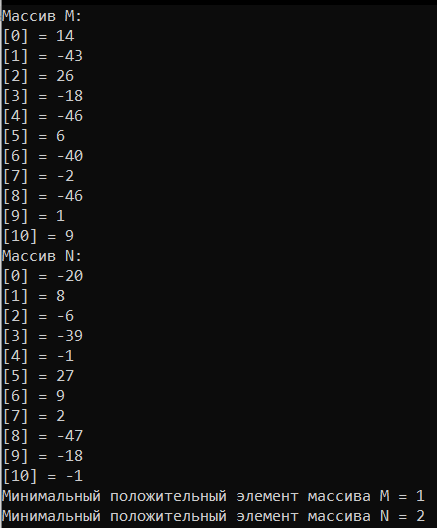 Массив M:
[0] = 14
[1] = -43
[2] = 26
[3] = -18
[4] = -46
[5] = 6
[6] = -40
[7] = -2
[8] = -46
[9] = 1
[10] = 9
Массив N:
[0] = -20
[1] = 8
[2] = -6
[3] = -39
[4] = -1
[5] = 27
[6] = 9
[7] = 2
[8] = -47
[9] = -18
[10] = -1
Минимальный положительный элемент массива M = 1
Минимальный положительный элемент массива N = 2